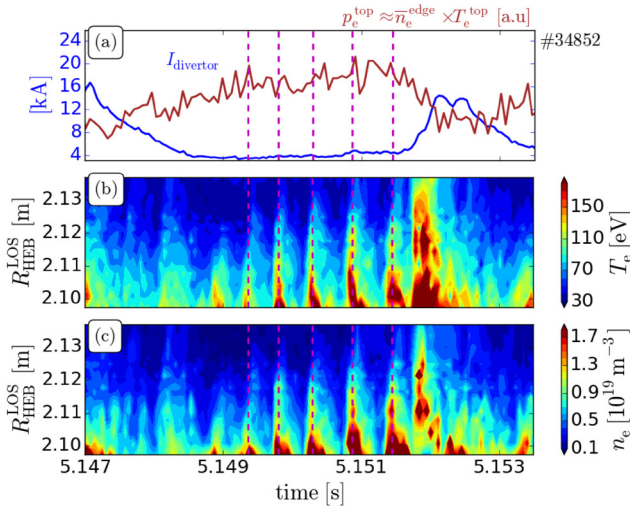 p_e^top ≈ n̄_e^edge × T_e^top [a.u]
(a)
I_divertor
#34852
24
20
16
12
8
4
[kA]
(b)
2.13
2.12
2.11
2.10
R_HEB^LOS [m]
150
110
70
30
T_e [eV]
(c)
2.13
2.12
2.11
2.10
R_HEB^LOS [m]
1.7
1.3
0.9
0.5
0.1
n_e [10^19 m^−3]
5.147 5.149 5.151 5.153
time [s]